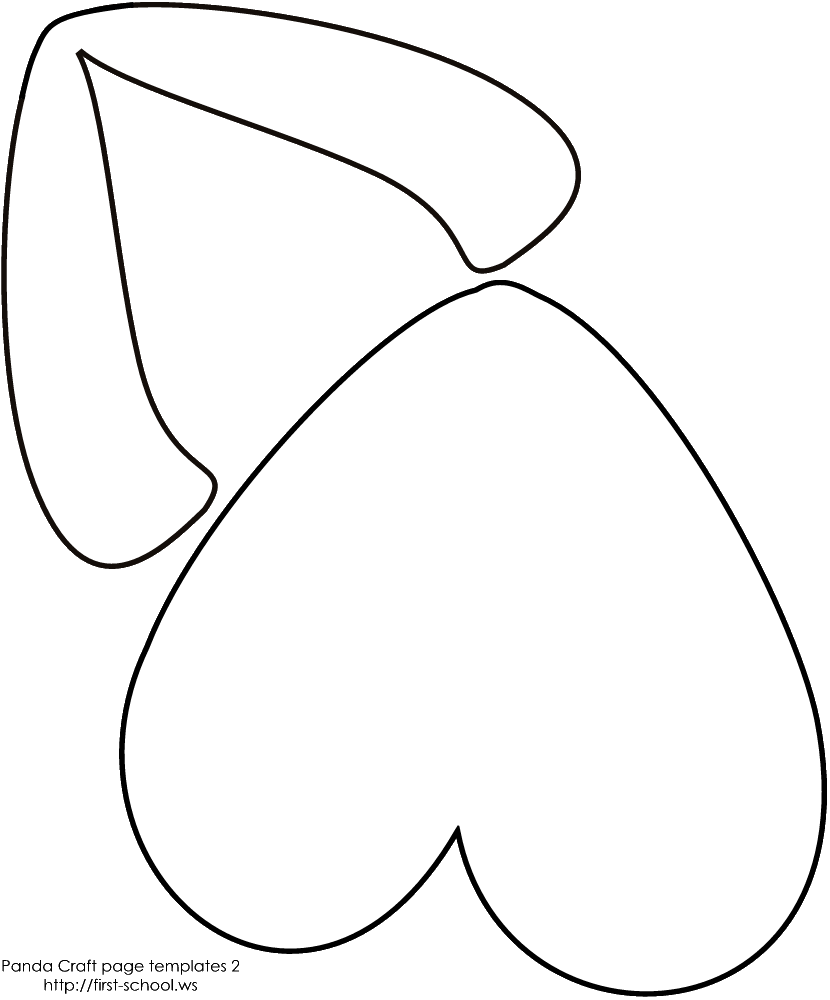 Panda Craft page templates 2
http://first-school.ws